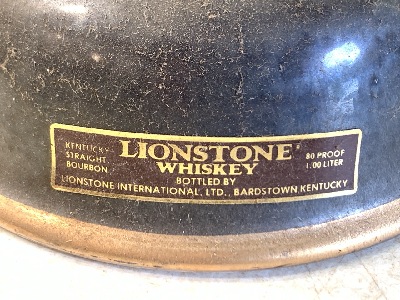 KENTUCKY
STRAIGHT
BOURBON
LIONSTONE
WHISKEY
80 PROOF
1.00 LITER
BOTTLED BY
LIONSTONE INTERNATIONAL, LTD., BARDSTOWN, KENTUCKY